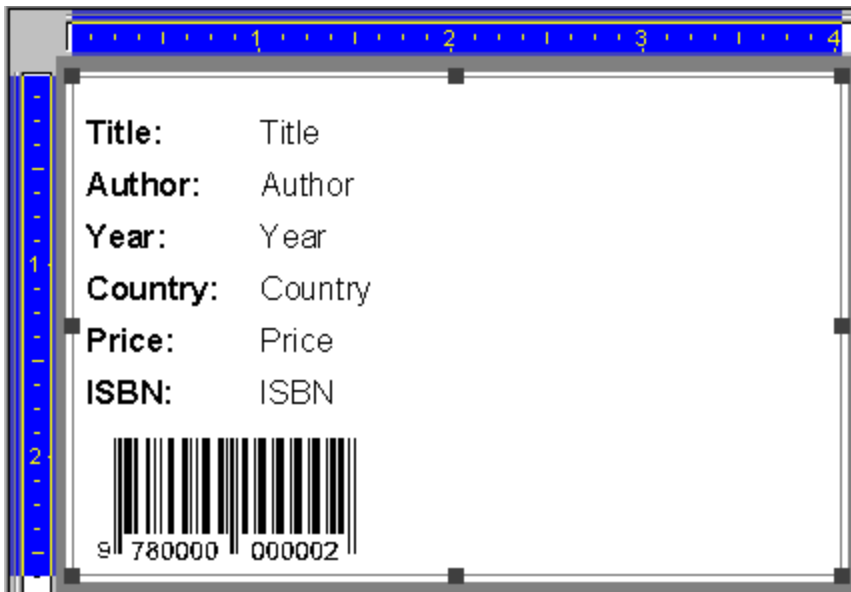 1 2 3 4
Title: Title
Author: Author
Year: Year
1
Country: Country
Price: Price
ISBN: ISBN
2
9 780000 000002